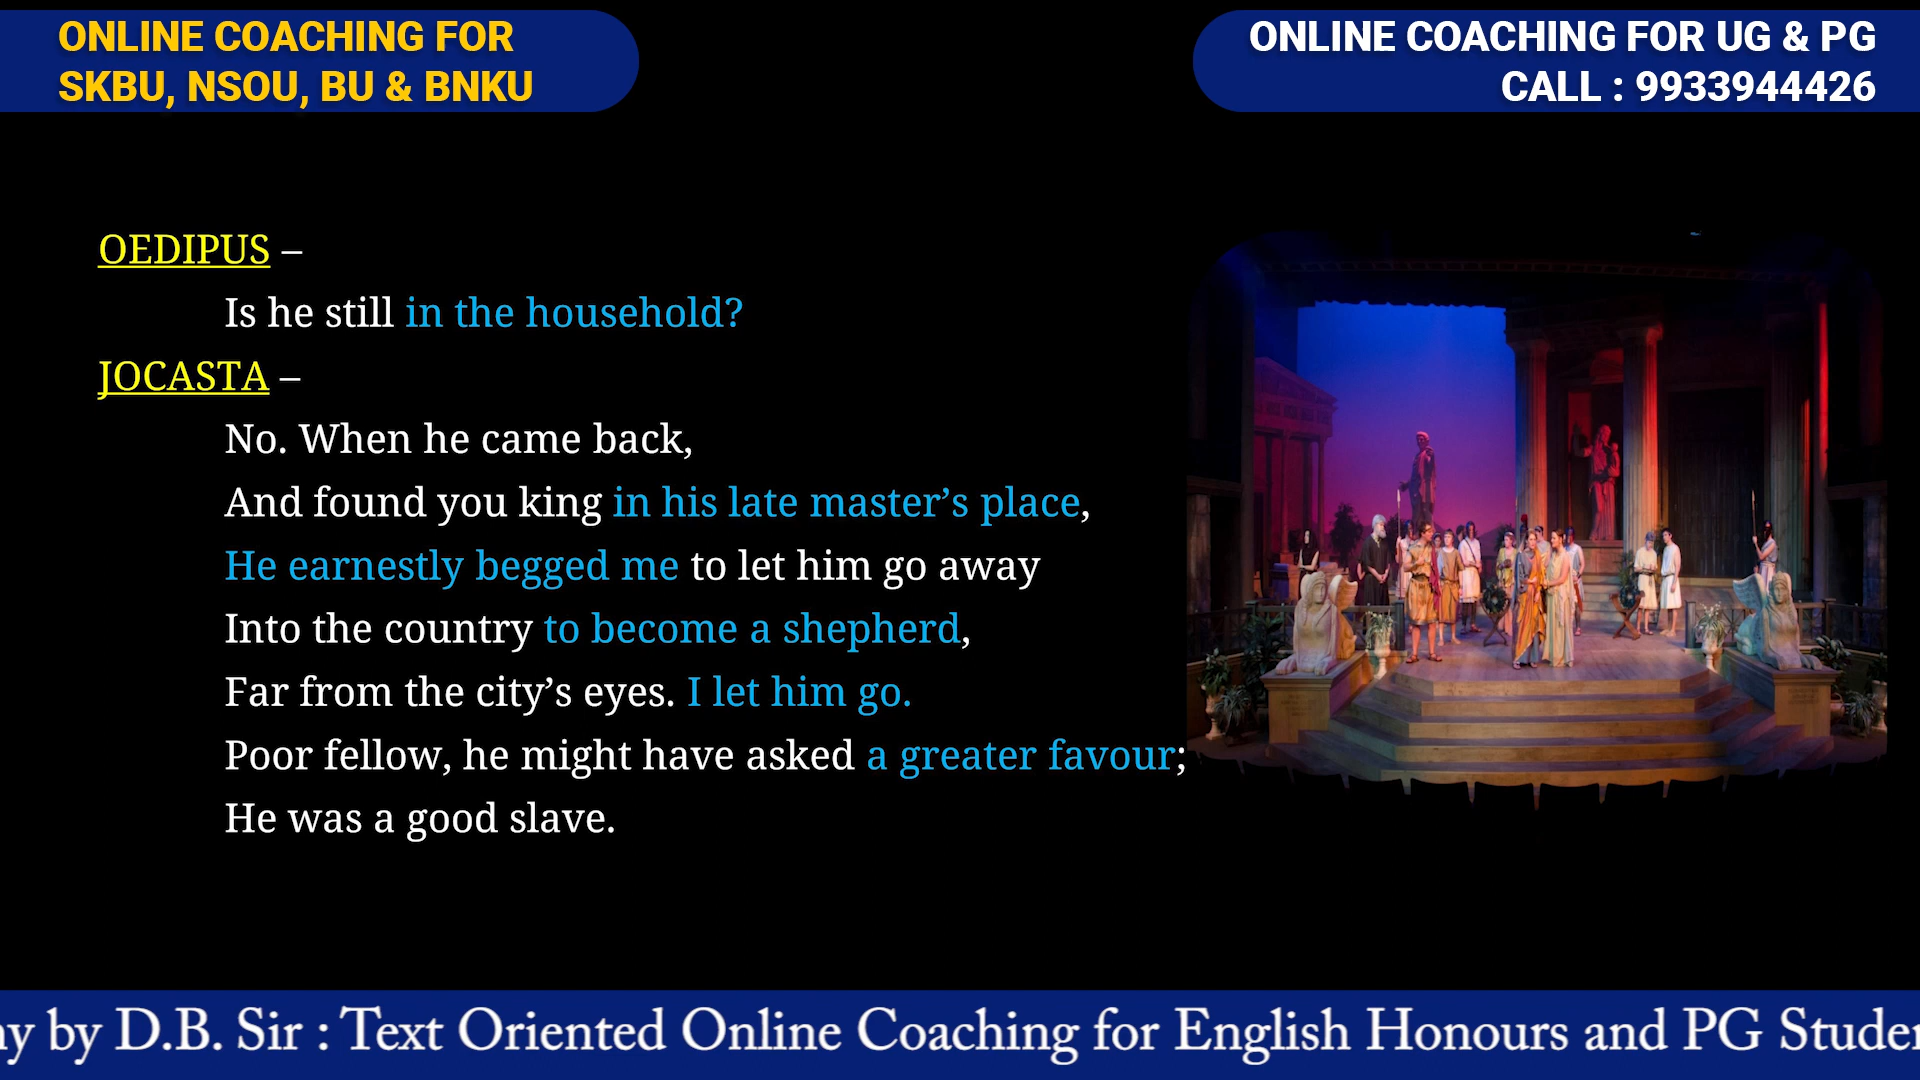 ONLINE COACHING FOR
SKBU, NSOU, BU & BNKU
ONLINE COACHING FOR UG & PG
CALL : 9933944426
OEDIPUS –
Is he still in the household?
JOCASTA –
No. When he came back,
And found you king in his late master’s place,
He earnestly begged me to let him go away
Into the country to become a shepherd,
Far from the city’s eyes. I let him go.
Poor fellow, he might have asked a greater favour;
He was a good slave.
by D.B. Sir : Text Oriented Online Coaching for English Honours and PG